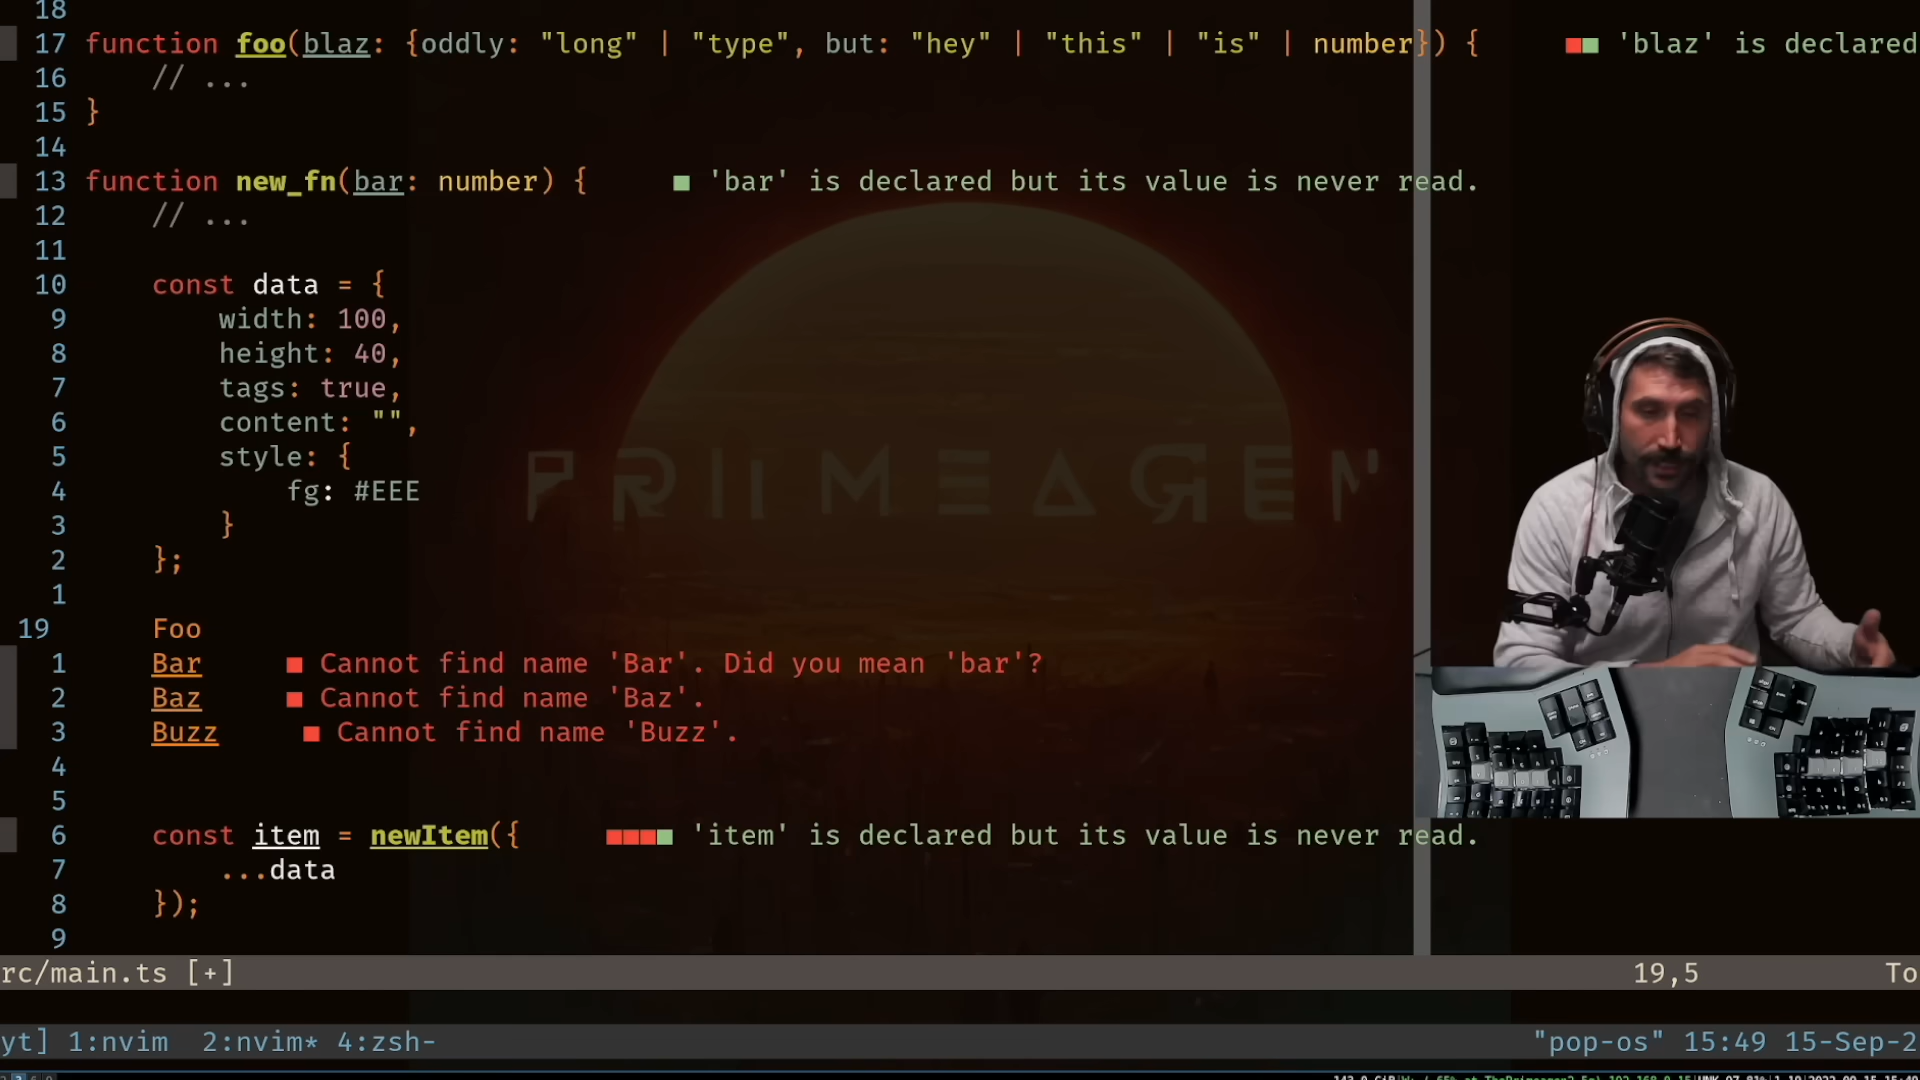 18
17 function foo(blaz: {oddly: "long" | "type", but: "hey" | "this" | "is" | number}) { ■■ 'blaz' is declared
16 // ...
15 }
14
13 function new_fn(bar: number) { ■ 'bar' is declared but its value is never read.
12 // ...
11
10 const data = {
9 width: 100,
8 height: 40,
7 tags: true,
6 content: "",
5 style: {
4 fg: #EEE
3 }
2 };
1
PRIIMEAGEN
19 Foo
1 Bar ■ Cannot find name 'Bar'. Did you mean 'bar'?
2 Baz ■ Cannot find name 'Baz'.
3 Buzz ■ Cannot find name 'Buzz'.
4
5
6 const item = newItem({ ■■■■ 'item' is declared but its value is never read.
7 ...data
8 });
9
rc/main.ts [+] 19,5 To
yt] 1:nvim 2:nvim* 4:zsh- "pop-os" 15:49 15-Sep-2